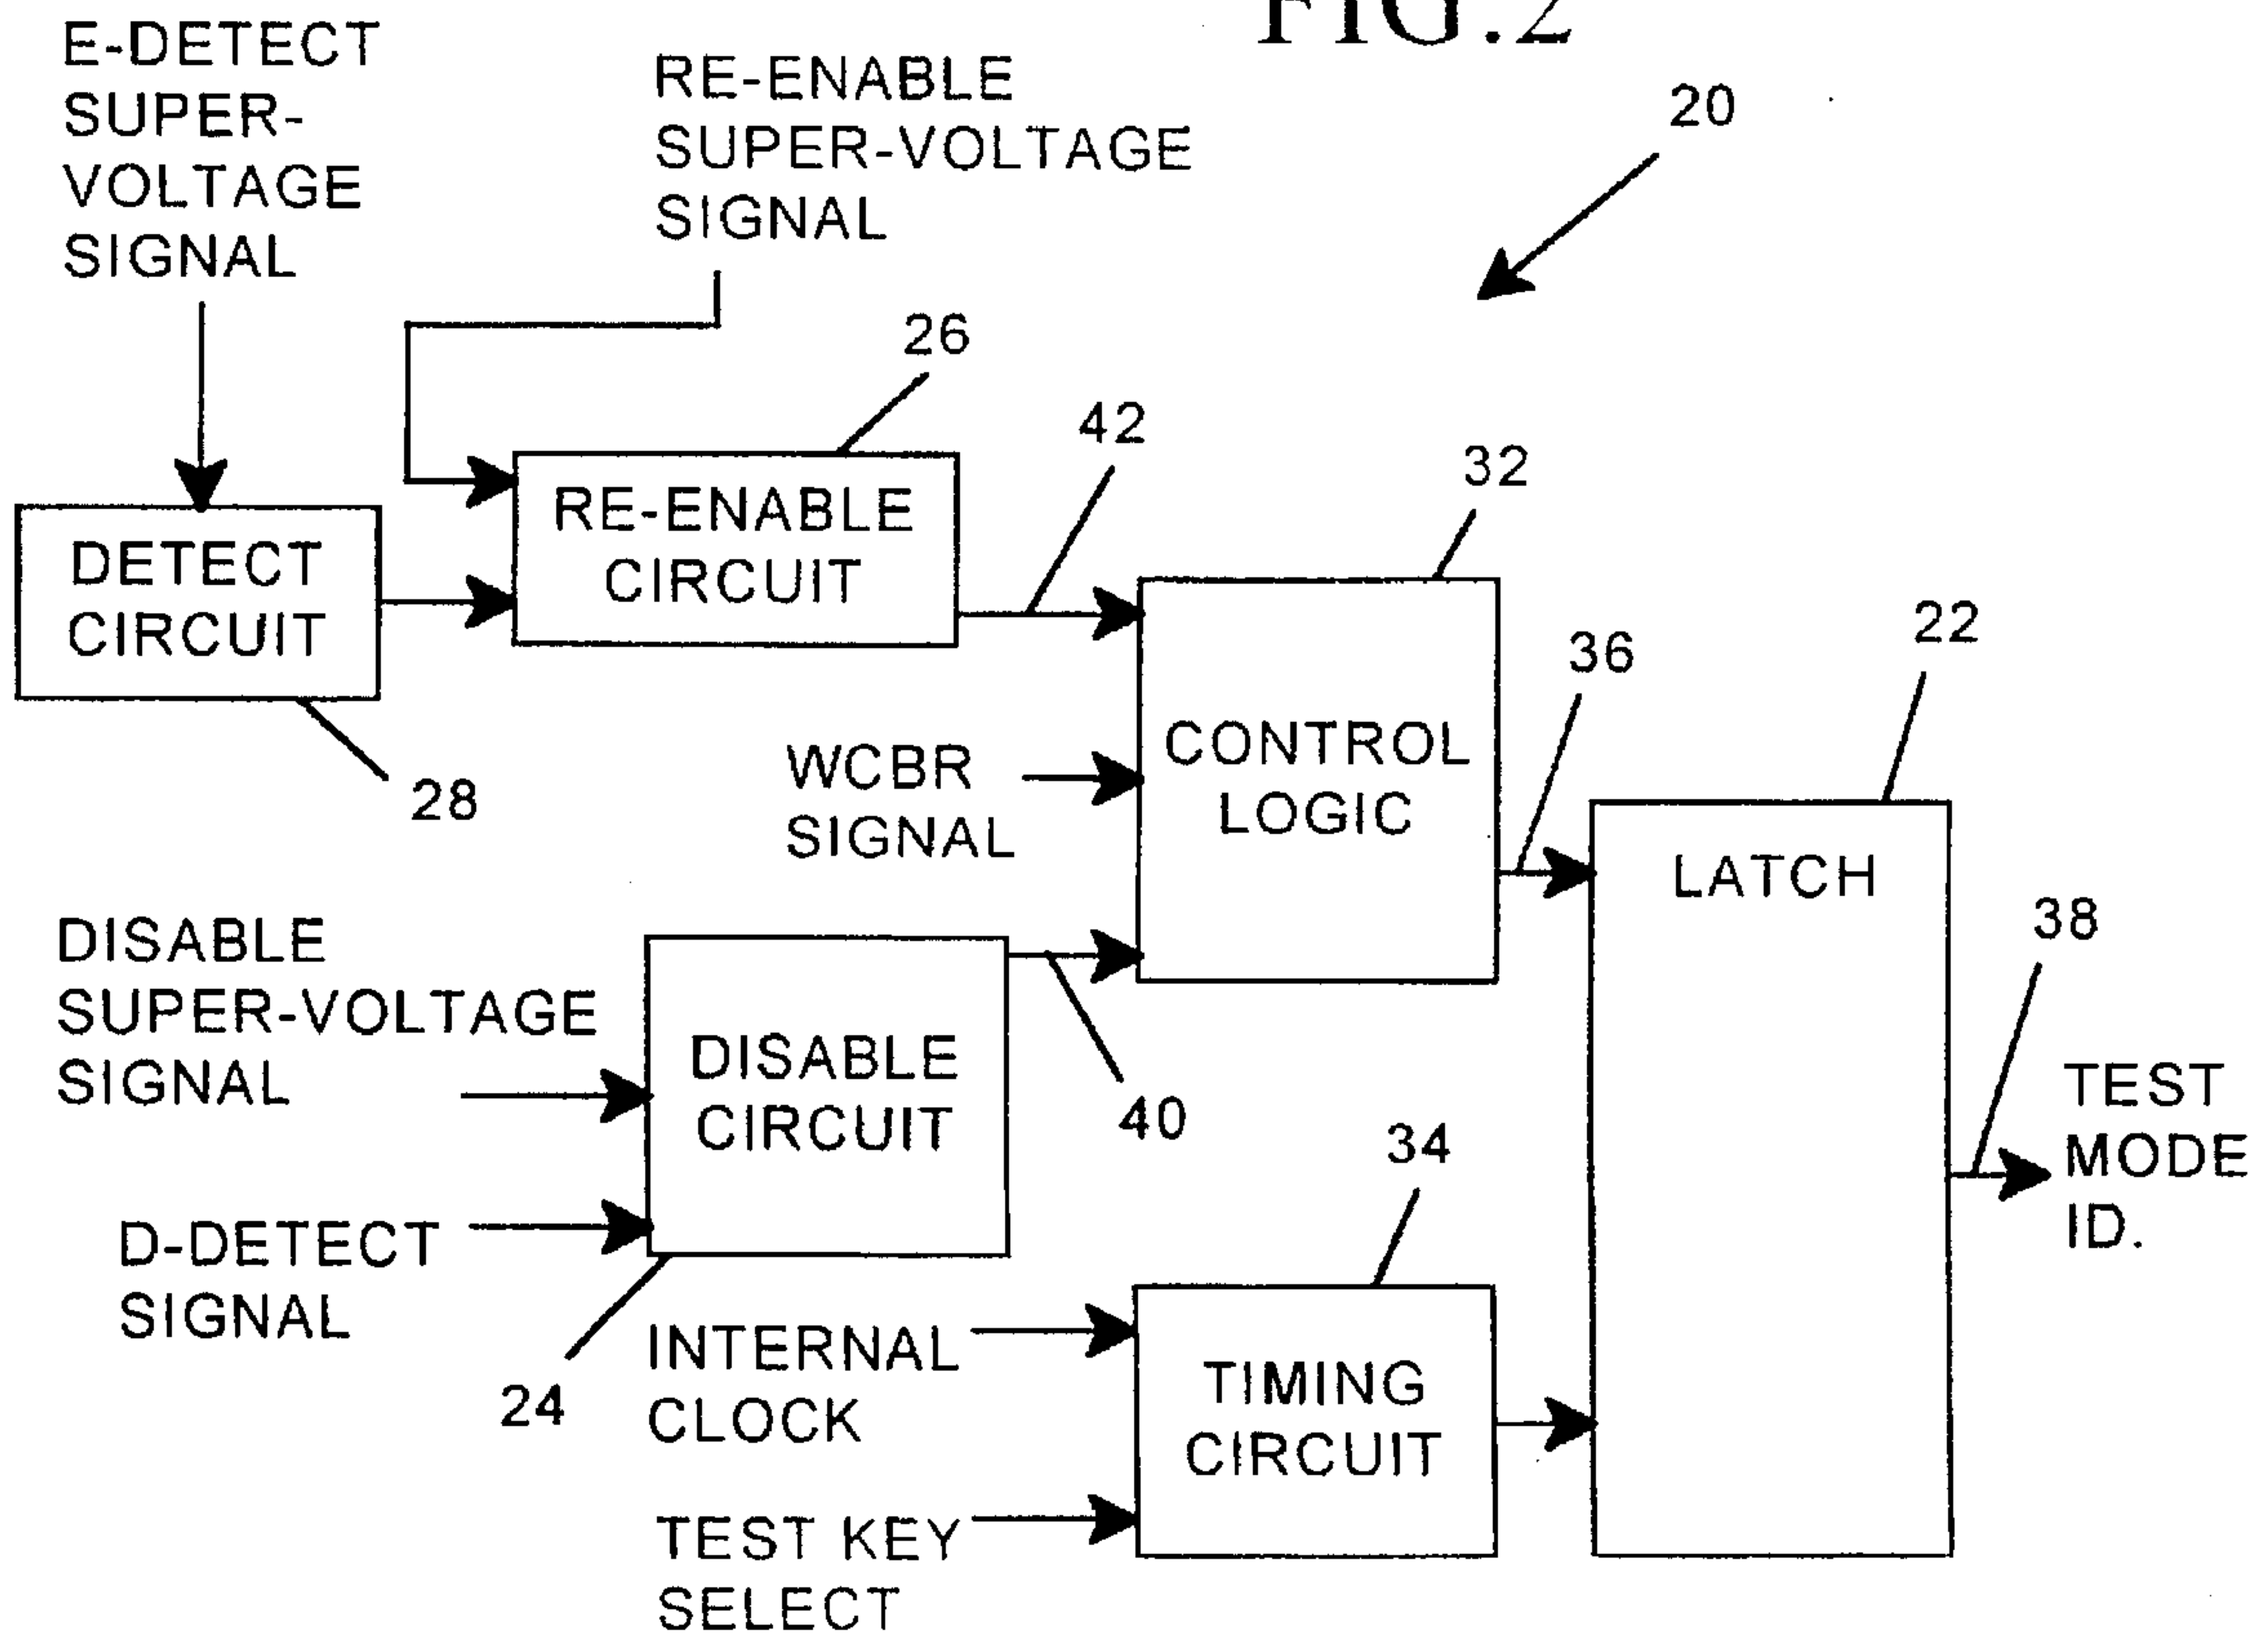 FIG.2
E-DETECT
SUPER-
VOLTAGE
SIGNAL
RE-ENABLE
SUPER-VOLTAGE
SIGNAL
20
26
42
32
RE-ENABLE
CIRCUIT
DETECT
CIRCUIT
28
36
22
WCBR
SIGNAL
CONTROL
LOGIC
LATCH
38
DISABLE
SUPER-VOLTAGE
SIGNAL
DISABLE
CIRCUIT
40
34
TEST
MODE
ID.
D-DETECT
SIGNAL
24
INTERNAL
CLOCK
TIMING
CIRCUIT
TEST KEY
SELECT